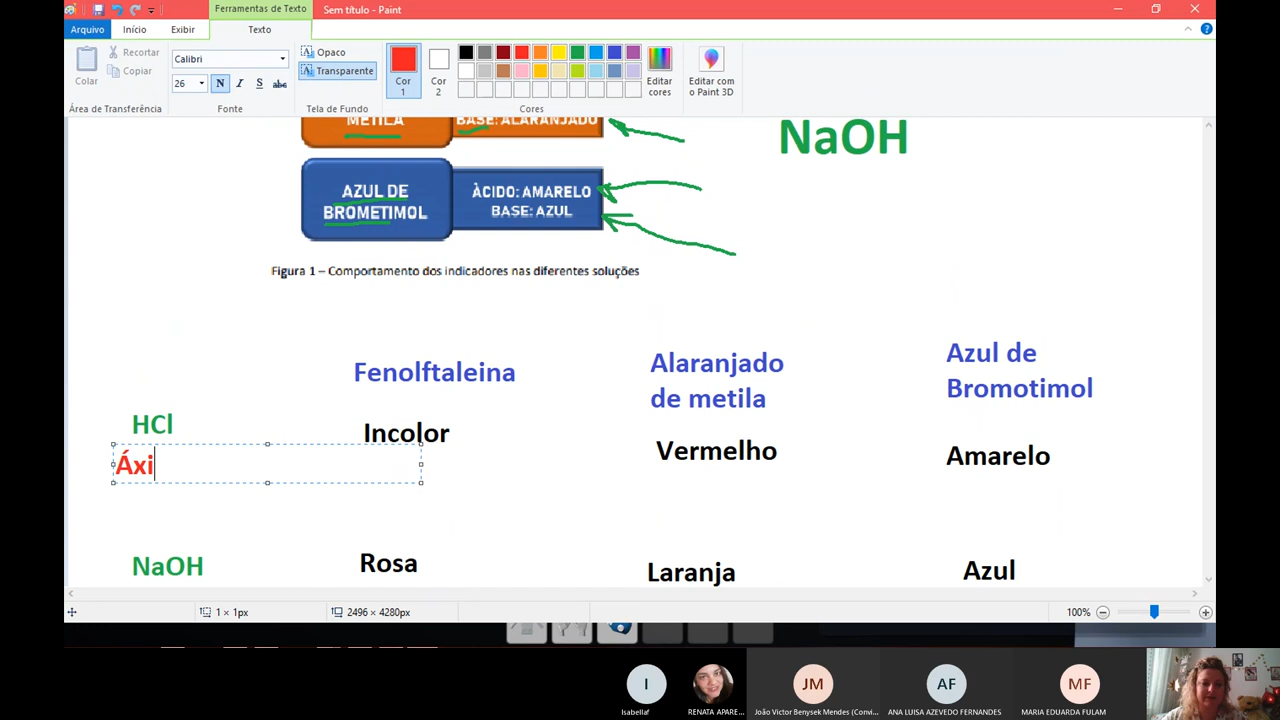 Ferramentas de Texto
Sem título - Paint
Arquivo
Início
Exibir
Texto
Colar
Recortar
Copiar
Área de Transferência
Calibri
26
N
I
S
abc
Fonte
Opaco
Transparente
Tela de Fundo
Cor
1
Cor
2
Cores
Editar
cores
Editar com
o Paint 3D
METILA
BASE: ALARANJADO
NaOH
AZUL DE
BROMETIMOL
ÀCIDO: AMARELO
BASE: AZUL
Figura 1 – Comportamento dos indicadores nas diferentes soluções
Fenolftaleina
Alaranjado
de metila
Azul de
Bromotimol
HCl
Incolor
Vermelho
Amarelo
Áxi
NaOH
Rosa
Laranja
Azul
1 × 1px
2496 × 4280px
100%
I
Isabellaf
RENATA APARE...
JM
João Victor Benysek Mendes (Convi...
AF
ANA LUISA AZEVEDO FERNANDES
MF
MARIA EDUARDA FULAM